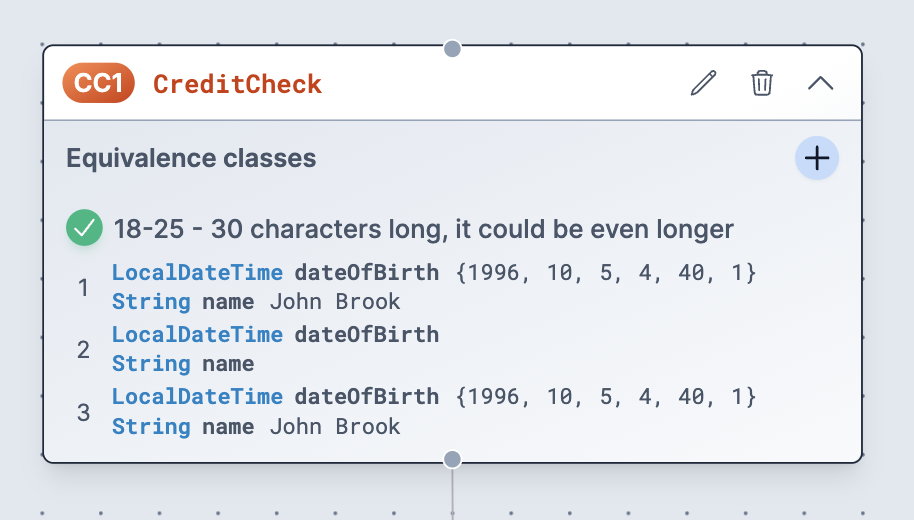 CC1 CreditCheck
Equivalence classes
18-25 - 30 characters long, it could be even longer
1
LocalDateTime dateOfBirth {1996, 10, 5, 4, 40, 1}
String name John Brook
2
LocalDateTime dateOfBirth
String name
3
LocalDateTime dateOfBirth {1996, 10, 5, 4, 40, 1}
String name John Brook